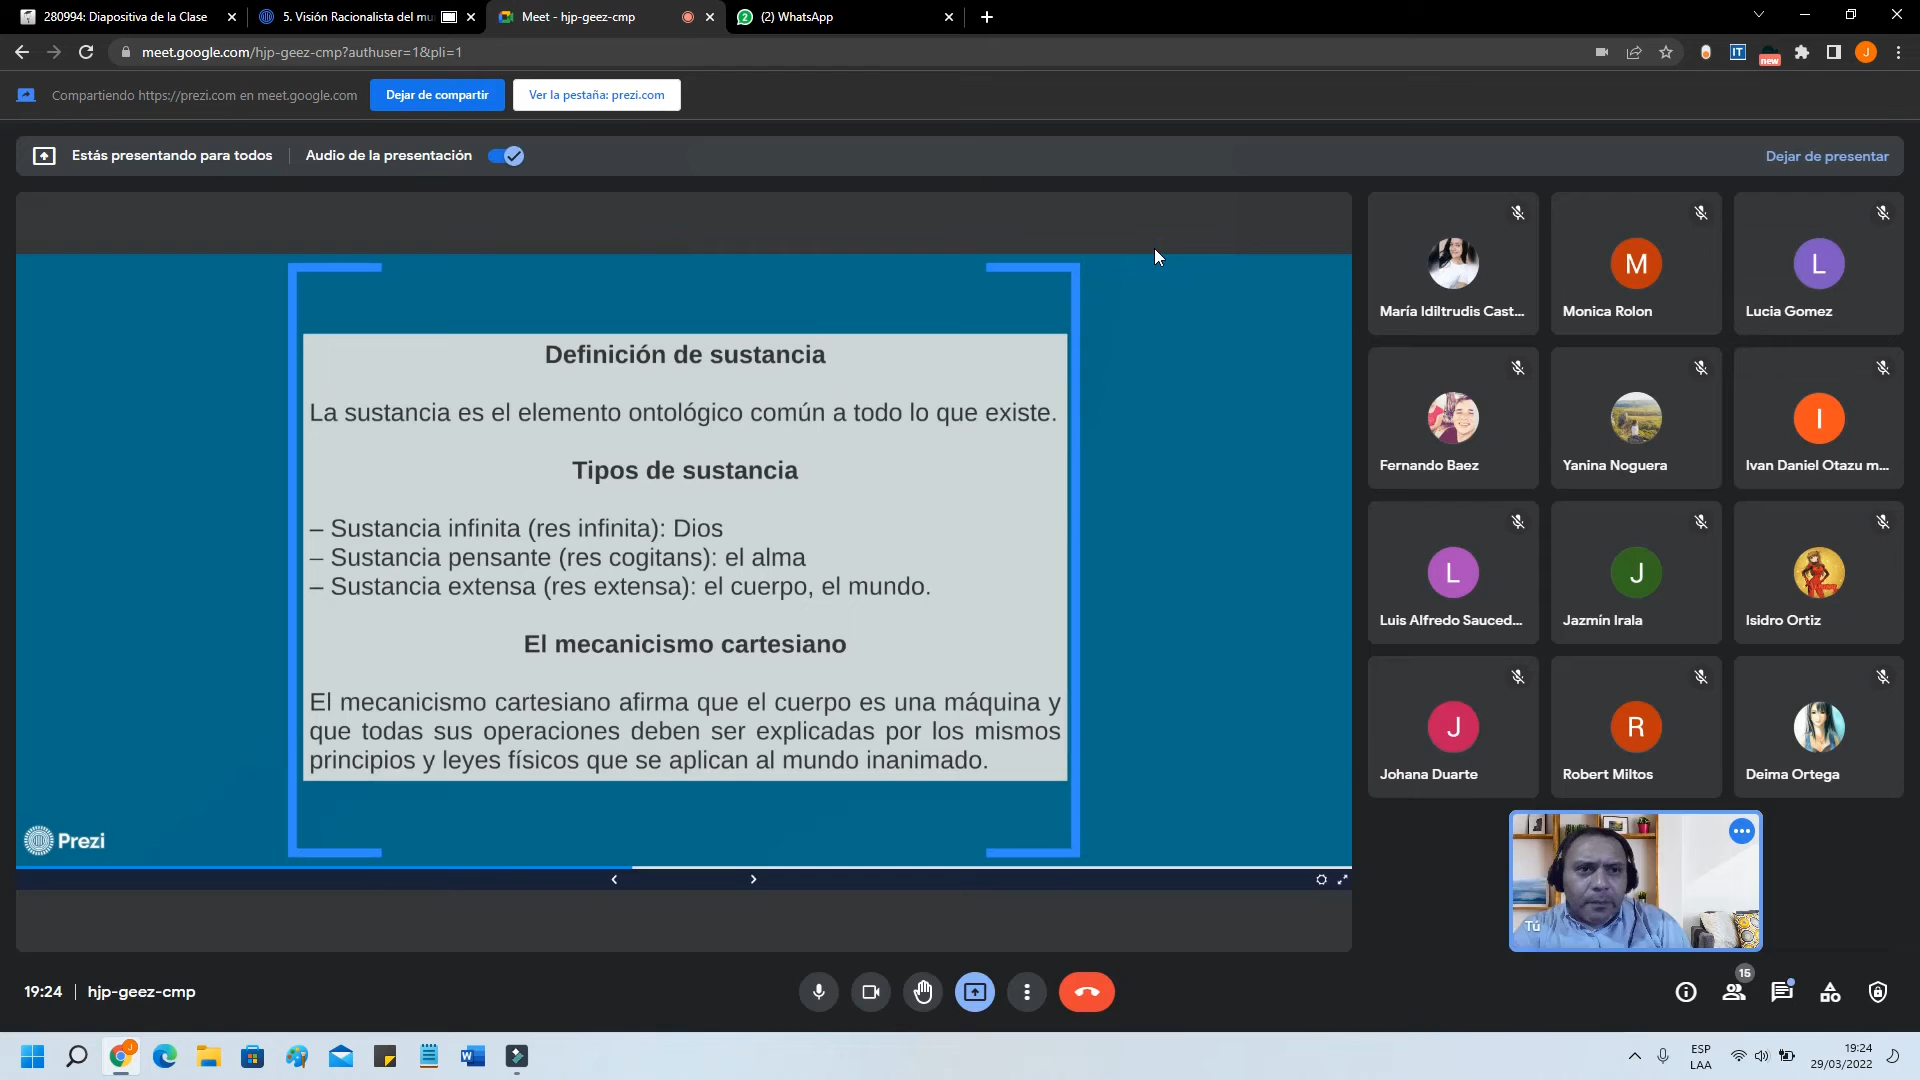 280994: Diapositiva de la Clase
5. Visión Racionalista del mu
Meet - hjp-geez-cmp
(2) WhatsApp
meet.google.com/hjp-geez-cmp?authuser=1&pli=1
IT
new
J
Compartiendo https://prezi.com en meet.google.com
Dejar de compartir
Ver la pestaña: prezi.com
Estás presentando para todos
Audio de la presentación
Dejar de presentar
Definición de sustancia
La sustancia es el elemento ontológico común a todo lo que existe.
Tipos de sustancia
– Sustancia infinita (res infinita): Dios
– Sustancia pensante (res cogitans): el alma
– Sustancia extensa (res extensa): el cuerpo, el mundo.
El mecanicismo cartesiano
El mecanicismo cartesiano afirma que el cuerpo es una máquina y
que todas sus operaciones deben ser explicadas por los mismos
principios y leyes físicos que se aplican al mundo inanimado.
Prezi
M
L
María Idiltrudis Cast...
Monica Rolon
Lucia Gomez
I
Fernando Baez
Yanina Noguera
Ivan Daniel Otazu m...
L
J
Luis Alfredo Sauced...
Jazmín Irala
Isidro Ortiz
J
R
Johana Duarte
Robert Miltos
Deima Ortega
Tú
19:24
hjp-geez-cmp
15
J
ESP
LAA
19:24
29/03/2022